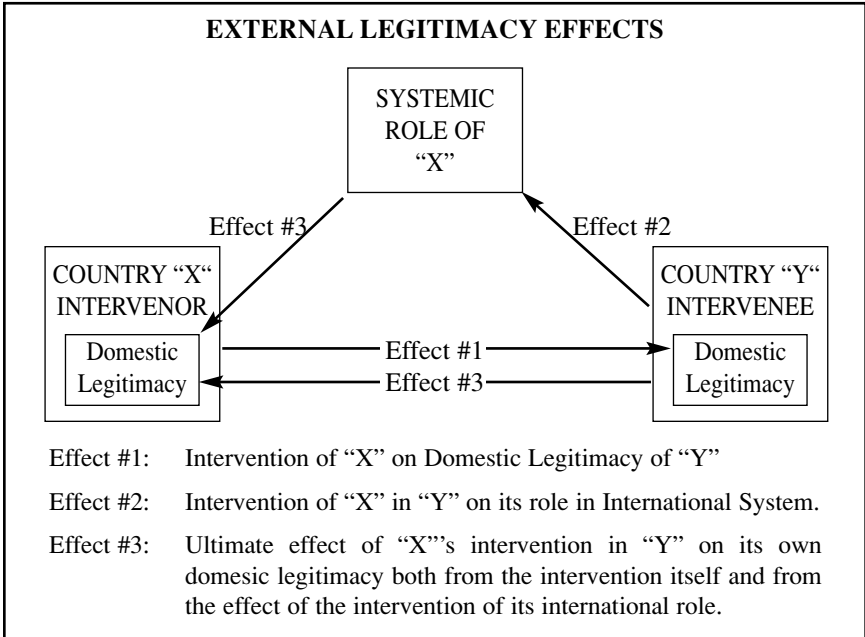 EXTERNAL LEGITIMACY EFFECTS
SYSTEMIC
ROLE OF
“X”
Effect #3
Effect #2
COUNTRY “X“
INTERVENOR
Domestic
Legitimacy
COUNTRY “Y“
INTERVENEE
Domestic
Legitimacy
Effect #1
Effect #3
Effect #1: Intervention of “X” on Domestic Legitimacy of “Y”
Effect #2: Intervention of “X” in “Y” on its role in International System.
Effect #3: Ultimate effect of “X”’s intervention in “Y” on its own
domesic legitimacy both from the intervention itself and from
the effect of the intervention of its international role.